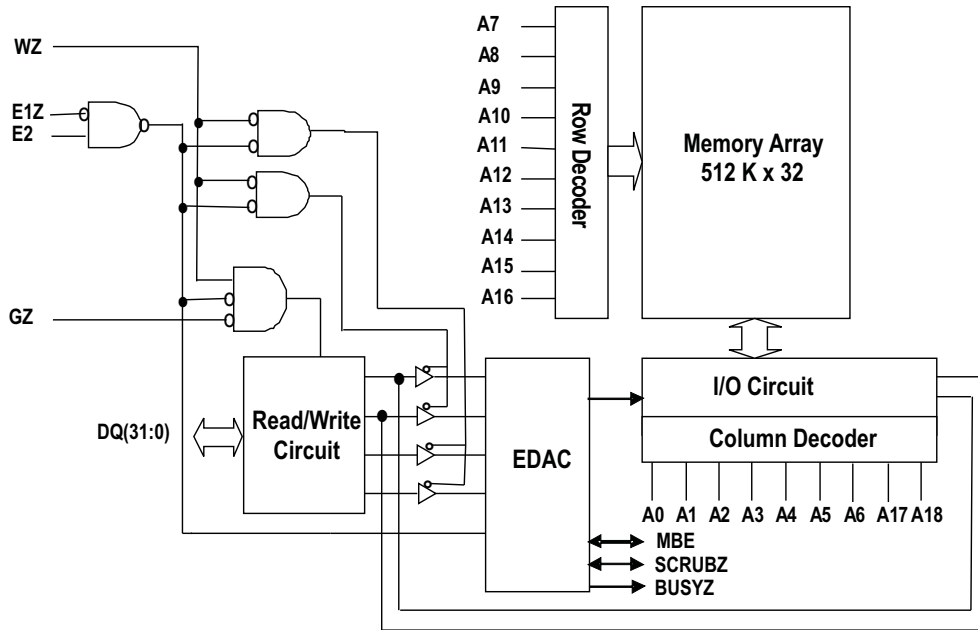 WZ
E1Z
E2
GZ
A7
A8
A9
A10
A11
A12
A13
A14
A15
A16
Row Decoder
Memory Array
512 K x 32
Read/Write
Circuit
DQ(31:0)
EDAC
I/O Circuit
Column Decoder
A0 A1 A2 A3 A4 A5 A6 A17 A18
MBE
SCRUBZ
BUSYZ